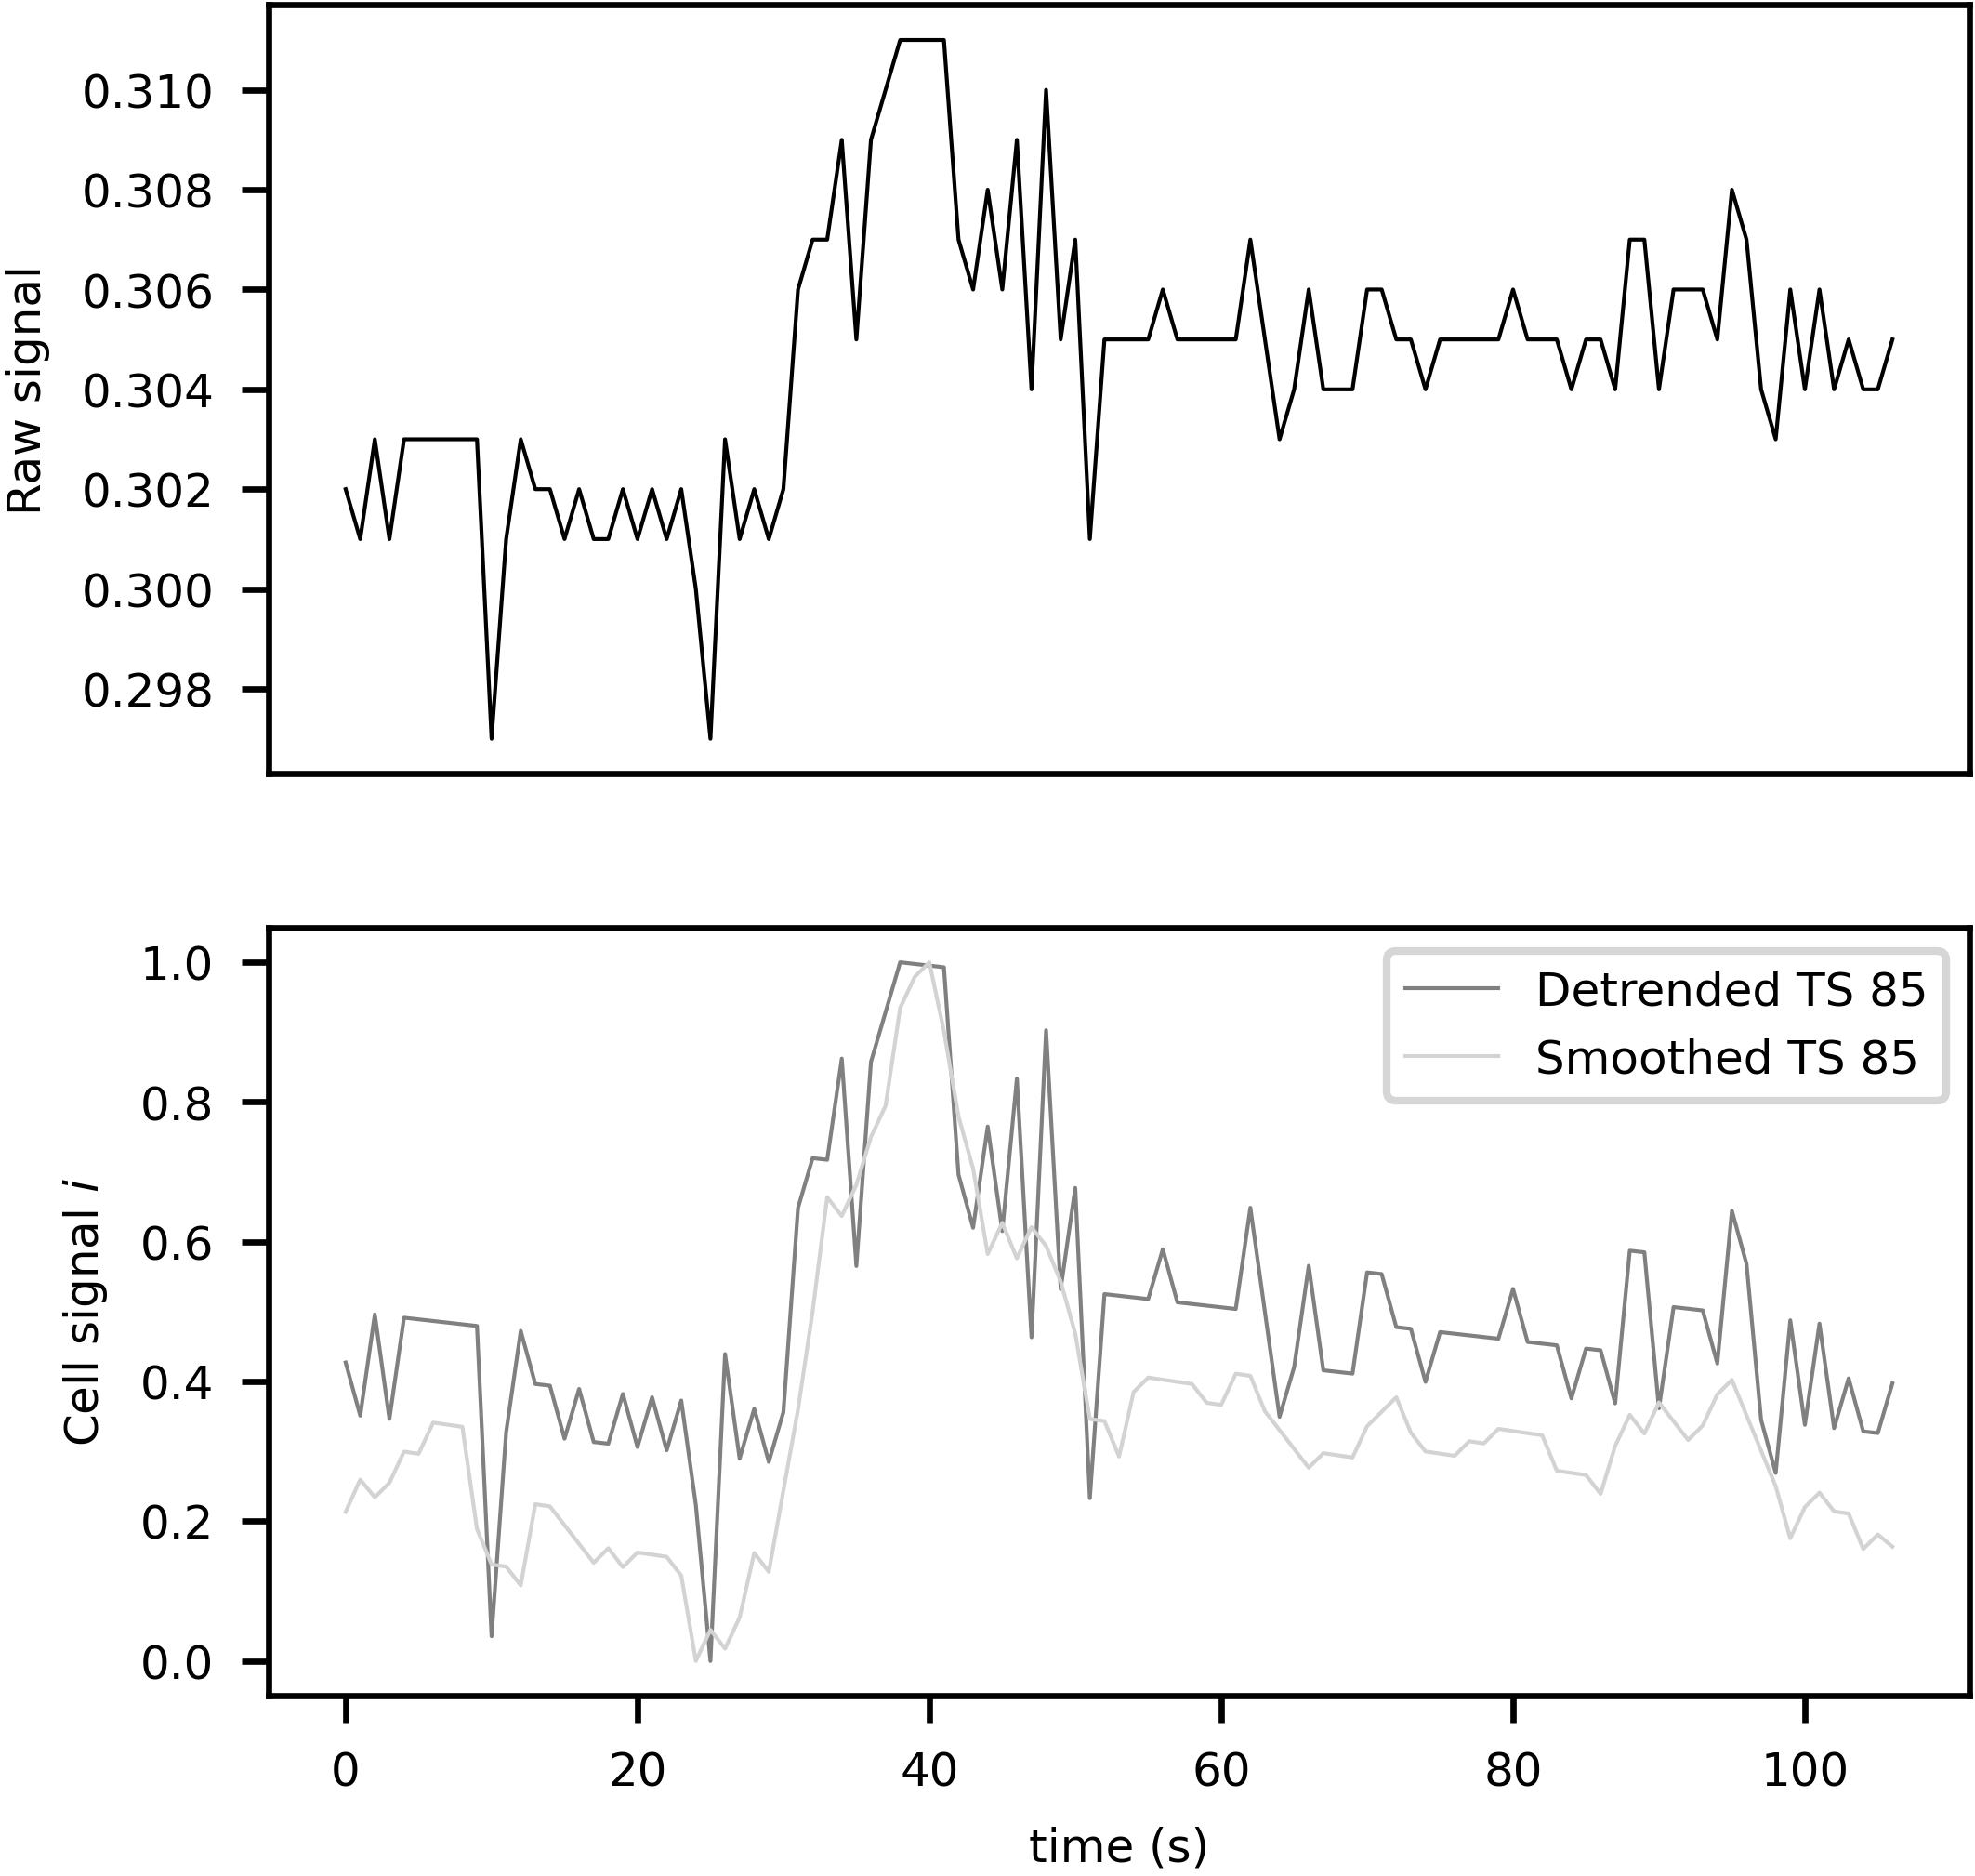 Raw signal
0.310
0.308
0.306
0.304
0.302
0.300
0.298
Cell signal i
1.0
0.8
0.6
0.4
0.2
0.0
Detrended TS 85
Smoothed TS 85
0 20 40 60 80 100
time (s)